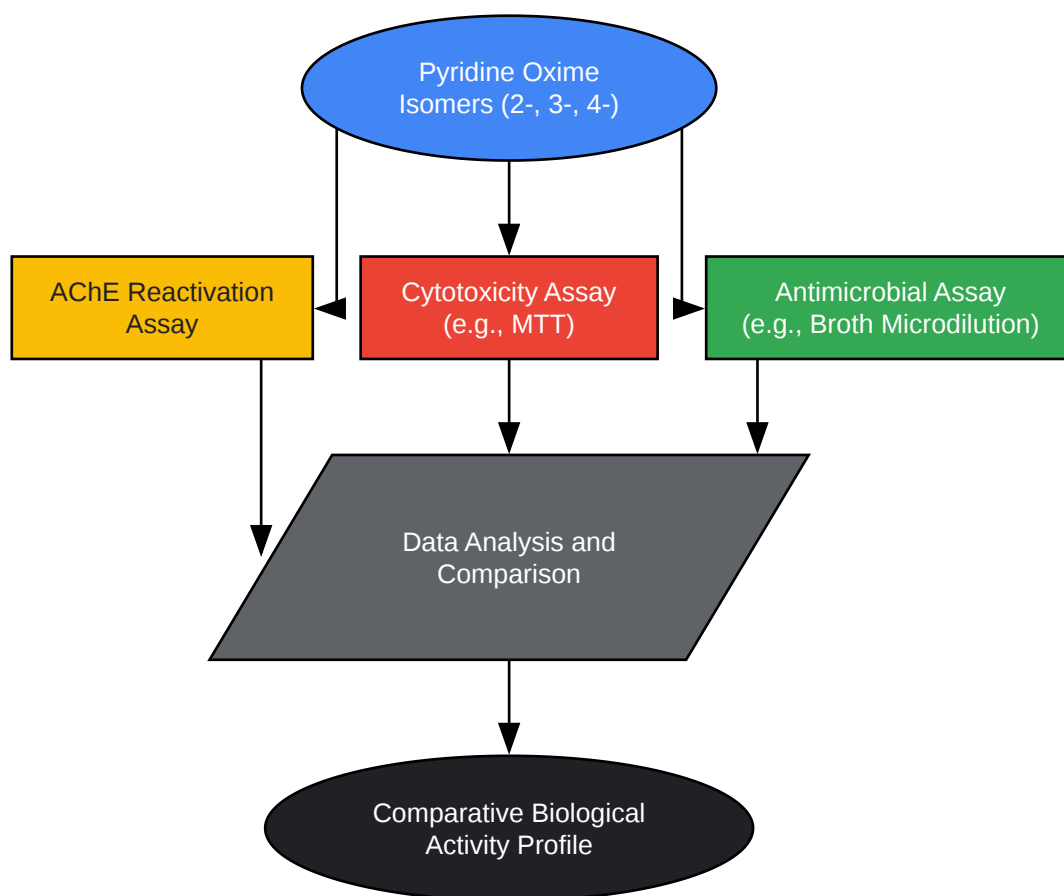 Pyridine Oxime
Isomers (2-, 3-, 4-)
AChE Reactivation
Assay
Cytotoxicity Assay
(e.g., MTT)
Antimicrobial Assay
(e.g., Broth Microdilution)
Data Analysis and
Comparison
Comparative Biological
Activity Profile